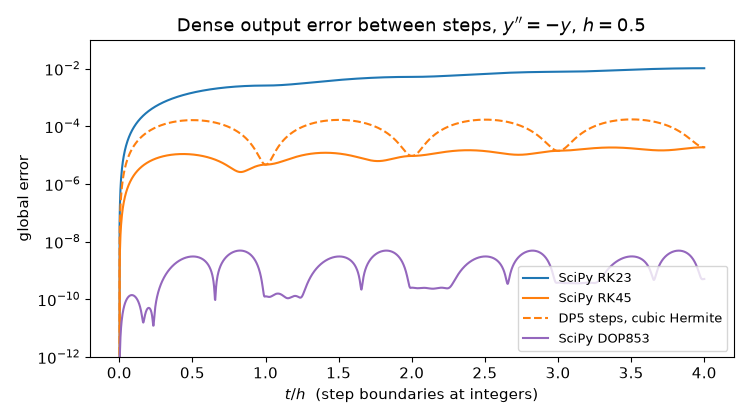 Dense output error between steps, $y'' = -y$, $h = 0.5$
global error
10⁻²
10⁻⁴
10⁻⁶
10⁻⁸
10⁻¹⁰
10⁻¹²
SciPy RK23
SciPy RK45
DP5 steps, cubic Hermite
SciPy DOP853
0.0 0.5 1.0 1.5 2.0 2.5 3.0 3.5 4.0
t/h (step boundaries at integers)